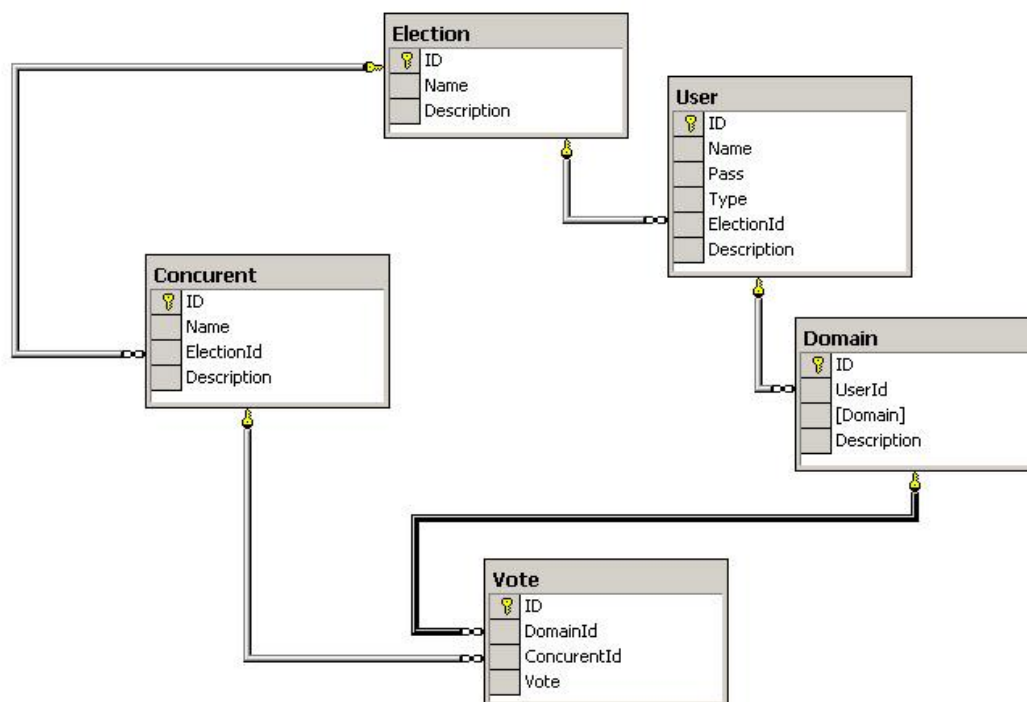 Election
ID
Name
Description
User
ID
Name
Pass
Type
ElectionId
Description
Concurent
ID
Name
ElectionId
Description
Domain
ID
UserId
[Domain]
Description
Vote
ID
DomainId
ConcurentId
Vote